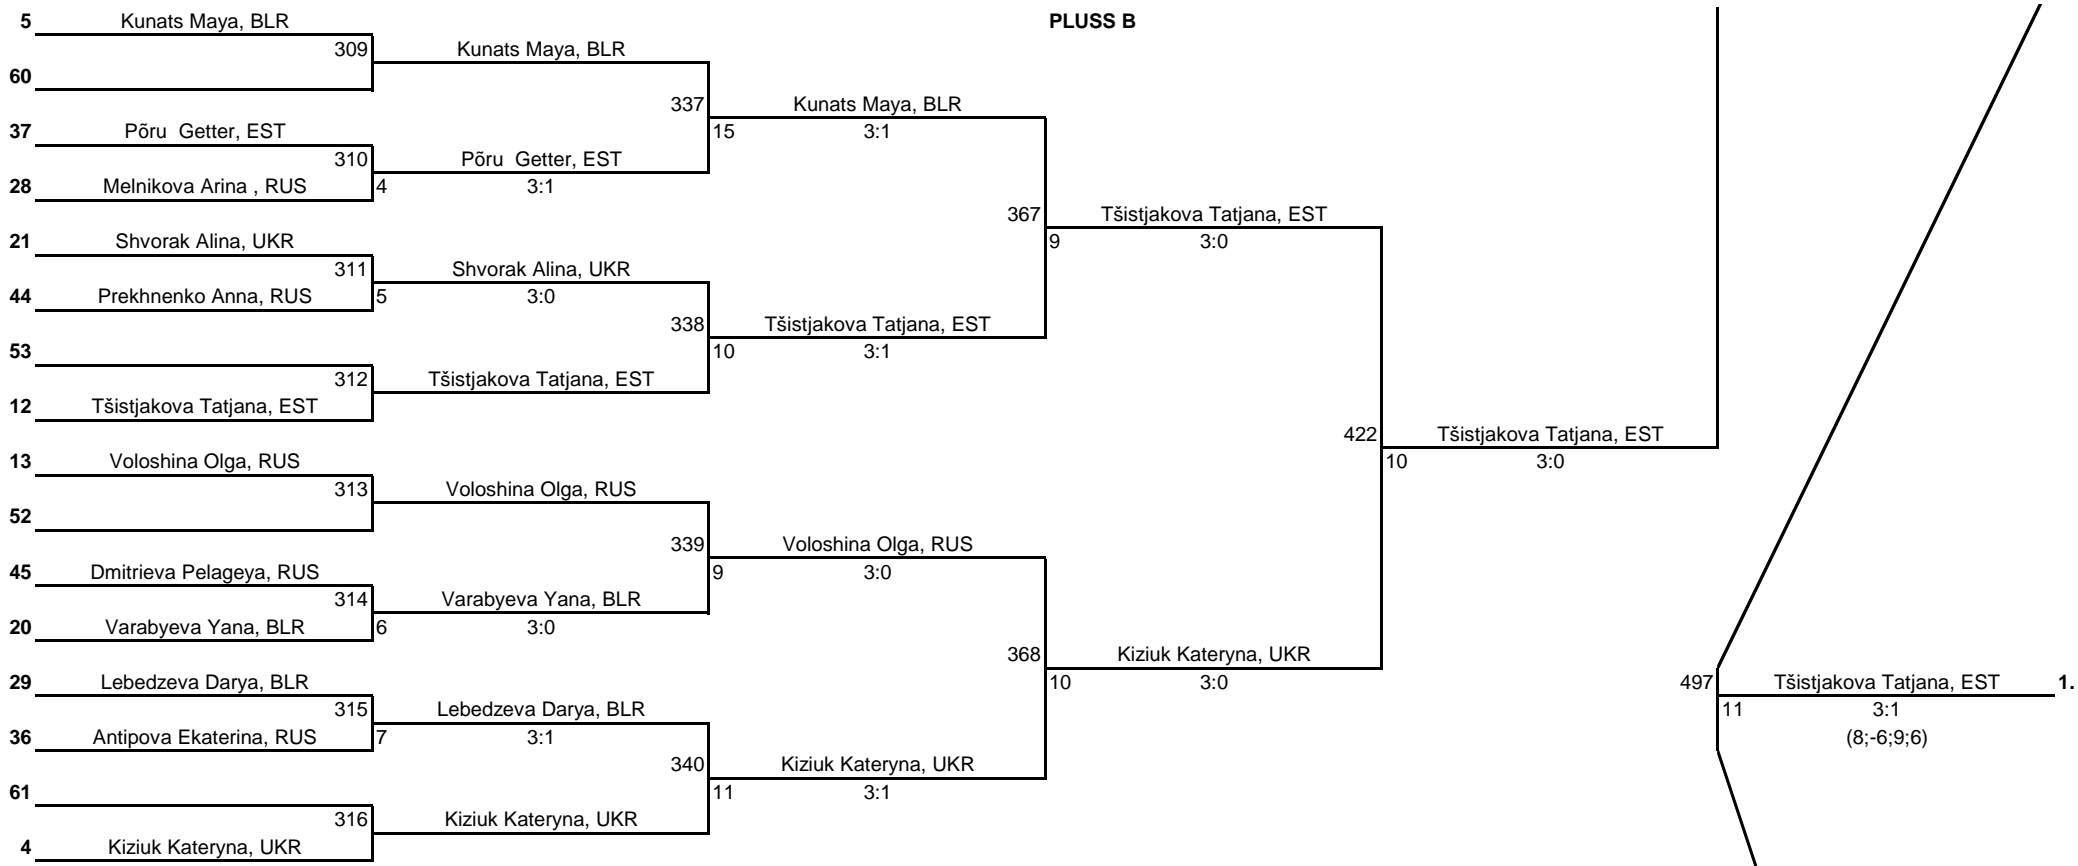 5 Kunats Maya, BLR PLUSS B
309 Kunats Maya, BLR
60
337 Kunats Maya, BLR
37 Põru  Getter, EST 15 3:1
310 Põru  Getter, EST
28 Melnikova Arina , RUS 4 3:1
367 Tšistjakova Tatjana, EST
21 Shvorak Alina, UKR 9 3:0
311 Shvorak Alina, UKR
44 Prekhnenko Anna, RUS 5 3:0
338 Tšistjakova Tatjana, EST
53 10 3:1
312 Tšistjakova Tatjana, EST
12 Tšistjakova Tatjana, EST
422 Tšistjakova Tatjana, EST
13 Voloshina Olga, RUS 10 3:0
313 Voloshina Olga, RUS
52
339 Voloshina Olga, RUS
45 Dmitrieva Pelageya, RUS 9 3:0
314 Varabyeva Yana, BLR
20 Varabyeva Yana, BLR 6 3:0
368 Kiziuk Kateryna, UKR
29 Lebedzeva Darya, BLR 10 3:0 497 Tšistjakova Tatjana, EST 1.
315 Lebedzeva Darya, BLR 11 3:1
36 Antipova Ekaterina, RUS 7 3:1 (8;-6;9;6)
340 Kiziuk Kateryna, UKR
61 11 3:1
316 Kiziuk Kateryna, UKR
4 Kiziuk Kateryna, UKR